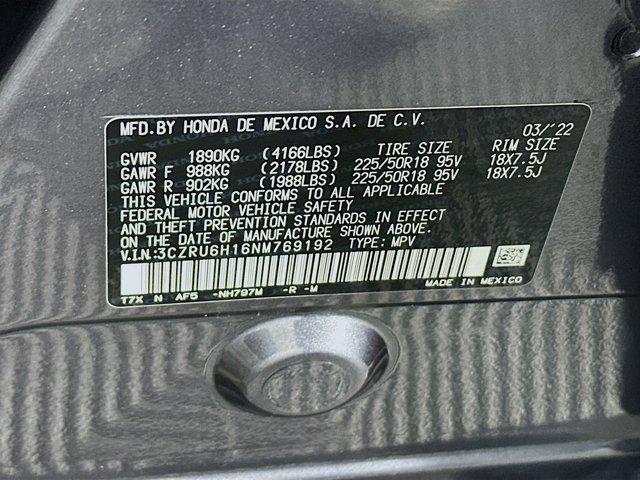 MFD.BY HONDA DE MEXICO S.A. DE C.V. 03/'22
GVWR 1890KG (4166LBS) TIRE SIZE RIM SIZE
GAWR F 988KG (2178LBS) 225/50R18 95V 18X7.5J
GAWR R 902KG (1988LBS) 225/50R18 95V 18X7.5J
THIS VEHICLE CONFORMS TO ALL APPLICABLE
FEDERAL MOTOR VEHICLE SAFETY
AND THEFT PREVENTION STANDARDS IN EFFECT
ON THE DATE OF MANUFACTURE SHOWN ABOVE.
V.I.N.:3CZRU6H16NM769192 TYPE: MPV
T7X N AF5 -NH797M -R -M MADE IN MEXICO